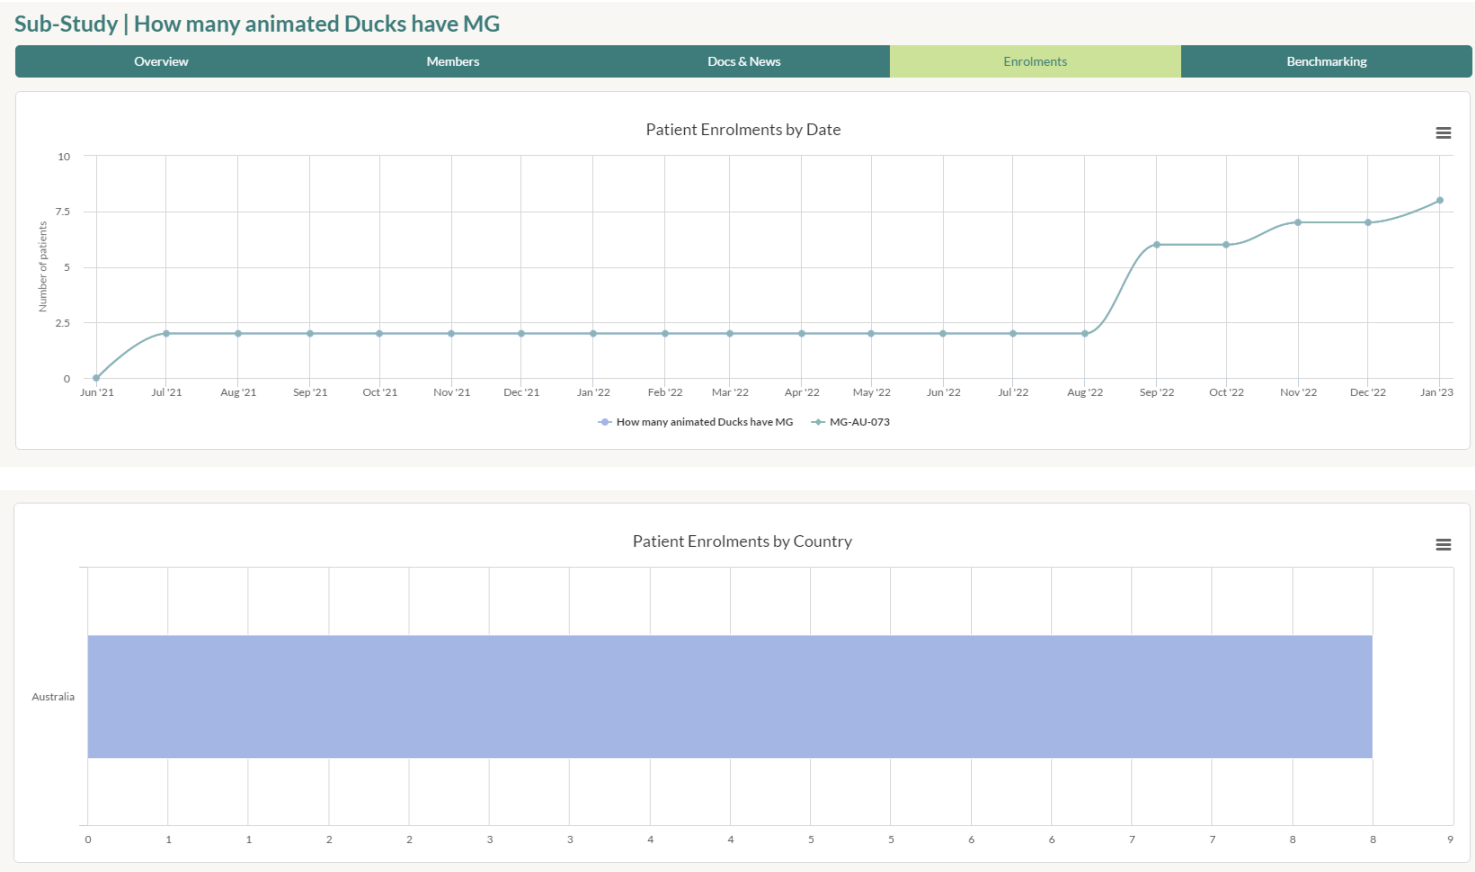 Sub-Study | How many animated Ducks have MG
Overview Members Docs & News Enrolments Benchmarking
Patient Enrolments by Date
10
7.5
5
2.5
0
Number of patients
Jun '21 Jul '21 Aug '21 Sep '21 Oct '21 Nov '21 Dec '21 Jan '22 Feb '22 Mar '22 Apr '22 May '22 Jun '22 Jul '22 Aug '22 Sep '22 Oct '22 Nov '22 Dec '22 Jan '23
How many animated Ducks have MG MG-AU-073
Patient Enrolments by Country
Australia
0 1 1 2 2 3 3 4 4 5 5 6 6 7 7 8 8 9